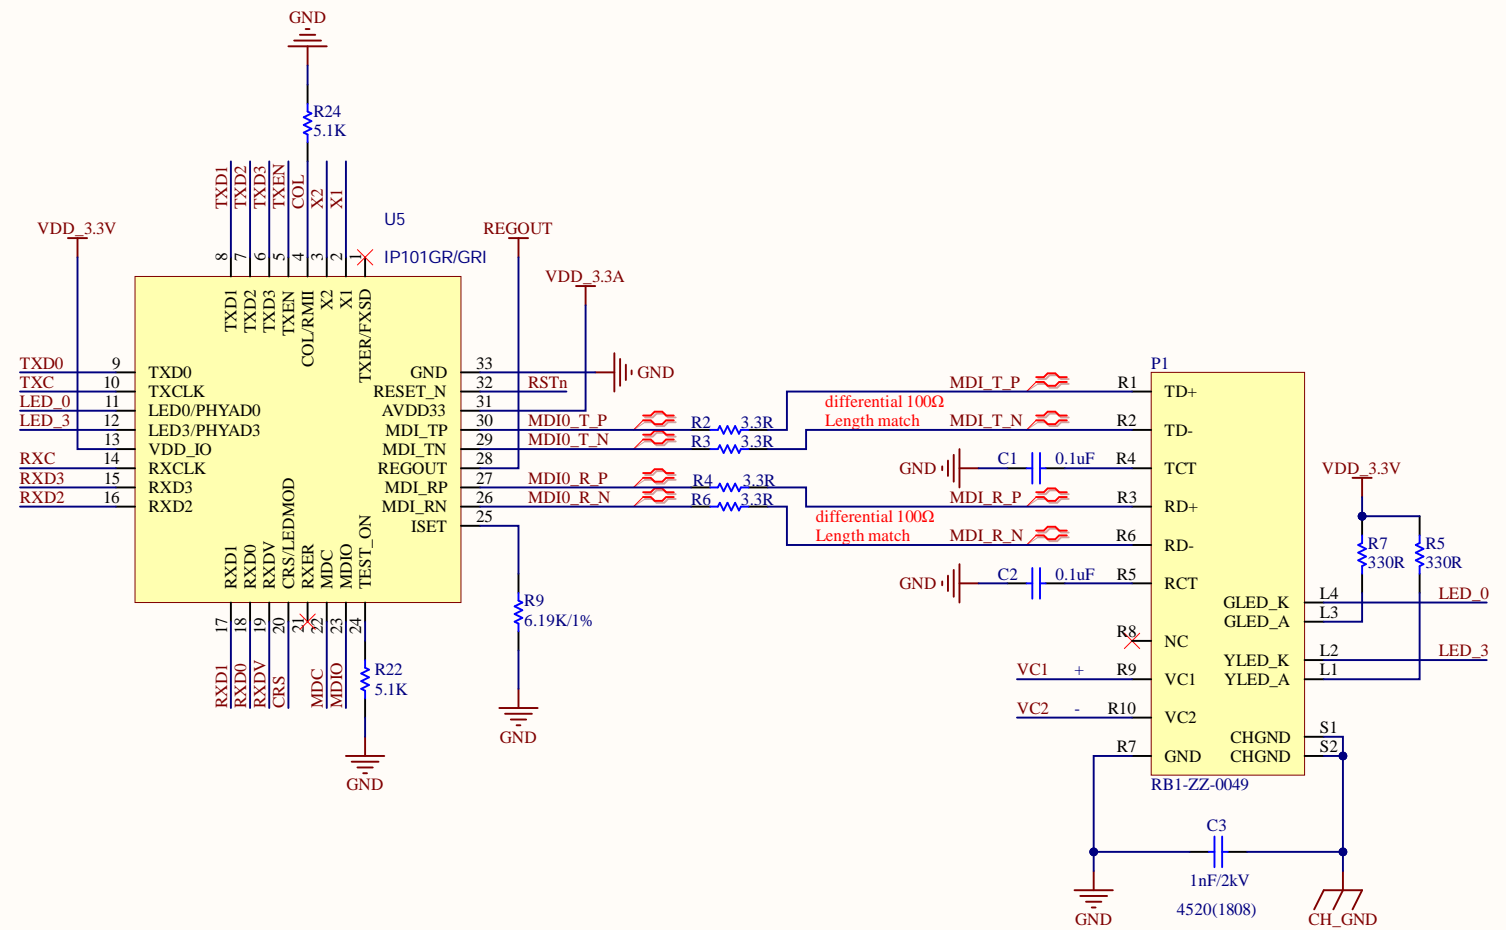 GND
R24
5.1K
TXD1
TXD2
TXD3
TXEN
COL
X2
X1
U5
IP101GR/GRI
VDD_3.3V
REGOUT
VDD_3.3A
8
7
6
5
4
3
2
1
TXD1
TXD2
TXD3
TXEN
COL/RMII
X2
X1
TXER/FXSD
TXD0 9 TXD0
TXC 10 TXCLK
LED_0 11 LED0/PHYAD0
LED_3 12 LED3/PHYAD3
13 VDD_IO
RXC 14 RXCLK
RXD3 15 RXD3
RXD2 16 RXD2
GND 33 GND
RESET_N 32 RSTn
AVDD33 31
MDI_TP 30 MDI0_T_P R2 3.3R
MDI_TN 29 MDI0_T_N R3 3.3R
REGOUT 28
MDI_RP 27 MDI0_R_P R4 3.3R
MDI_RN 26 MDI0_R_N R6 3.3R
ISET 25
RXD1
RXD0
RXDV
CRS/LEDMOD
RXER
MDC
MDIO
TEST_ON
17
18
19
20
21
22
23
24
RXD1
RXD0
RXDV
CRS
MDC
MDIO
R22
5.1K
GND
R9
6.19K/1%
GND
P1
MDI_T_P R1 TD+
differential 100Ω
Length match
MDI_T_N R2 TD-
GND C1 0.1uF R4 TCT
MDI_R_P R3 RD+
differential 100Ω
Length match
MDI_R_N R6 RD-
GND C2 0.1uF R5 RCT
R8 NC
VC1 + R9 VC1
VC2 - R10 VC2
R7 GND
VDD_3.3V
R7
330R
R5
330R
GLED_K L4 LED_0
GLED_A L3
YLED_K L2 LED_3
YLED_A L1
CHGND S1
CHGND S2
RB1-ZZ-0049
C3
1nF/2kV
4520(1808)
GND
CH_GND